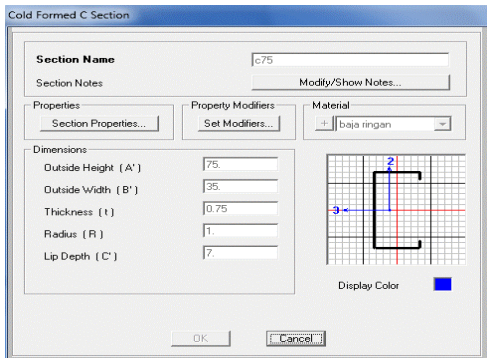 Cold Formed C Section
Section Name
c75
Section Notes
Modify/Show Notes...
Properties
Section Properties...
Property Modifiers
Set Modifiers...
Material
+
baja ringan
Dimensions
Outside Height ( A' )
75.
Outside Width ( B' )
35.
Thickness ( t )
0.75
Radius ( R )
1.
Lip Depth ( C' )
7.
2
3
Display Color
OK
Cancel